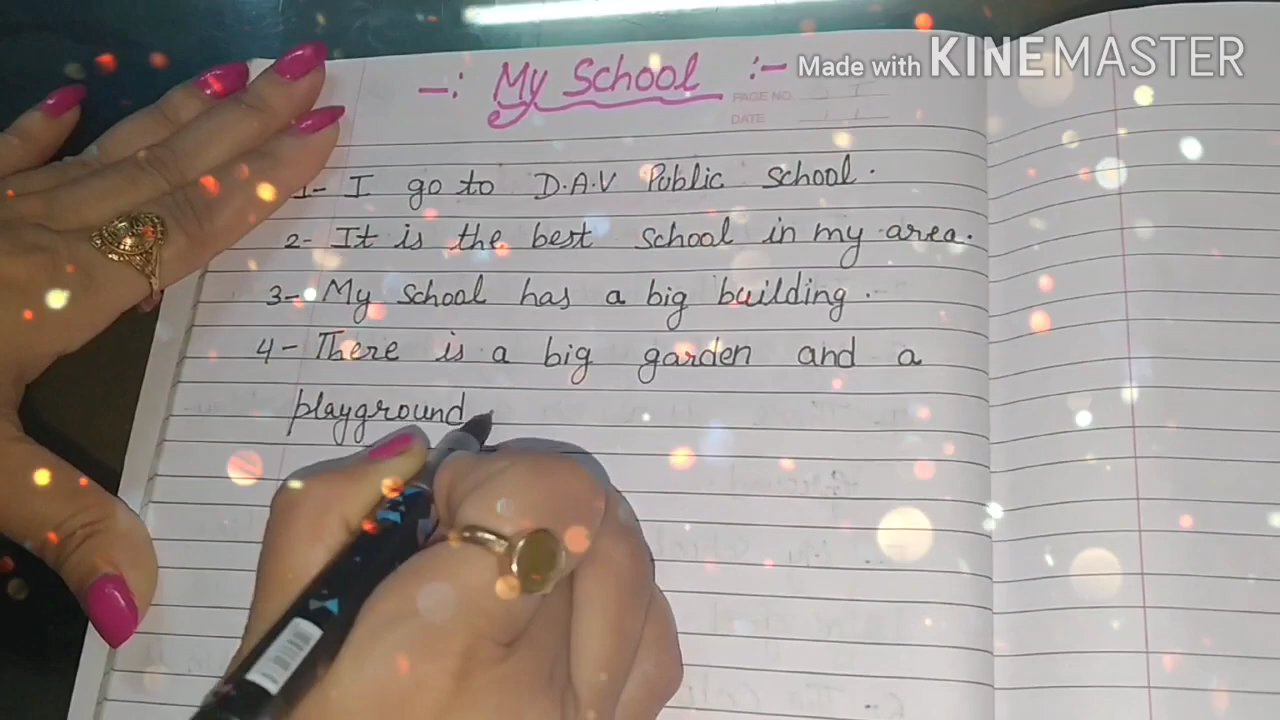 -: My School :-
Made with KINEMASTER
PAGE NO.
DATE
1- I go to D.A.V Public School.
2- It is the best school in my area.
3- My school has a big building.
4- There is a big garden and a
playground